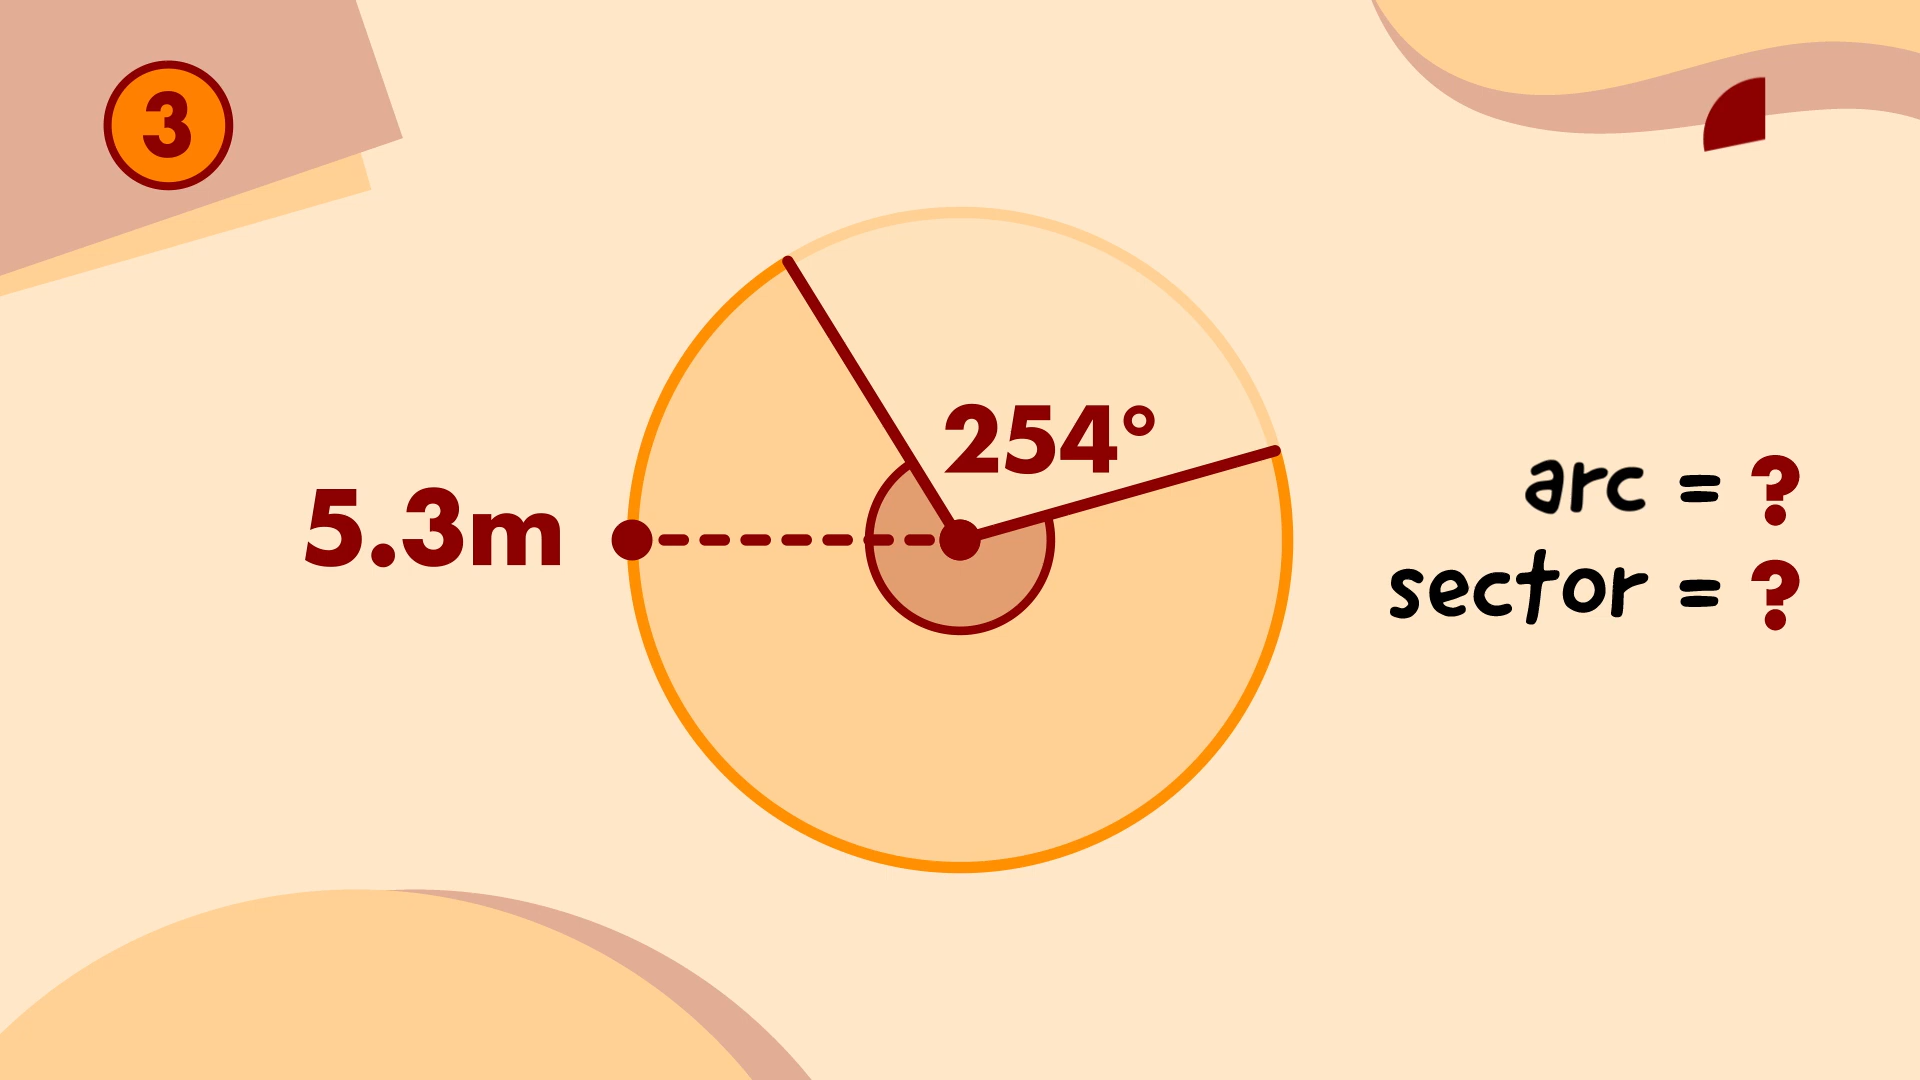 3
254°
5.3m
arc = ?
sector = ?